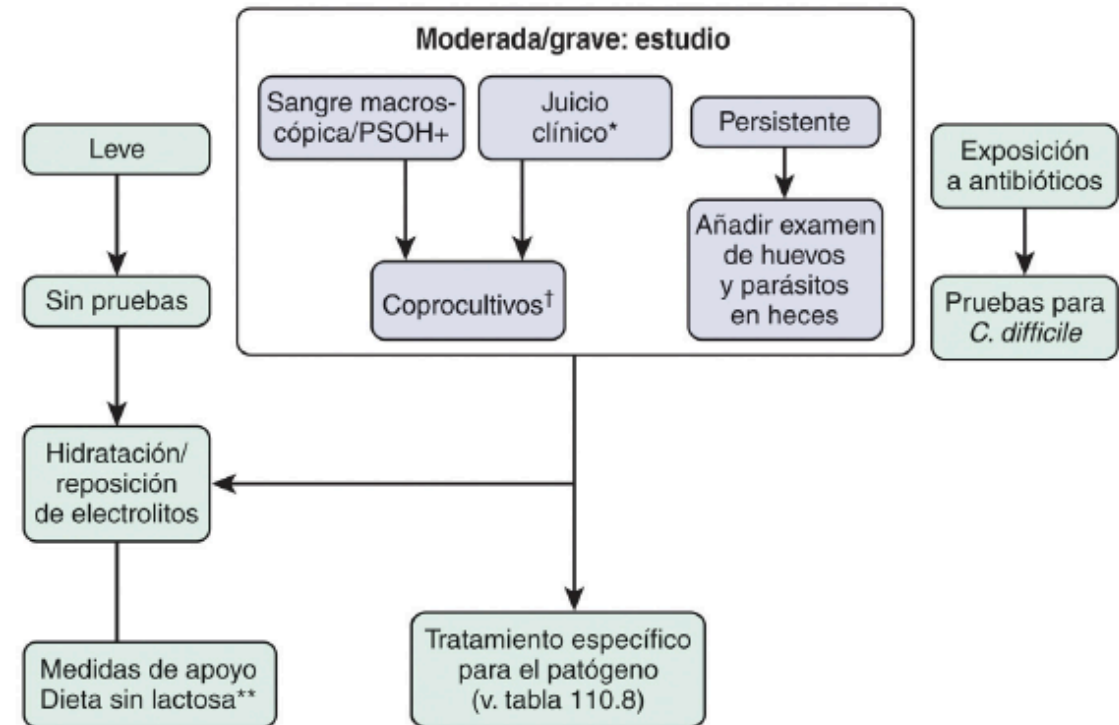 Moderada/grave: estudio
Leve
Sangre macros-
cópica/PSOH+
Juicio
clínico*
Persistente
Exposición
a antibióticos
Sin pruebas
Coprocultivos†
Añadir examen
de huevos
y parásitos
en heces
Pruebas para
C. difficile
Hidratación/
reposición
de electrolitos
Medidas de apoyo
Dieta sin lactosa**
Tratamiento específico
para el patógeno
(v. tabla 110.8)